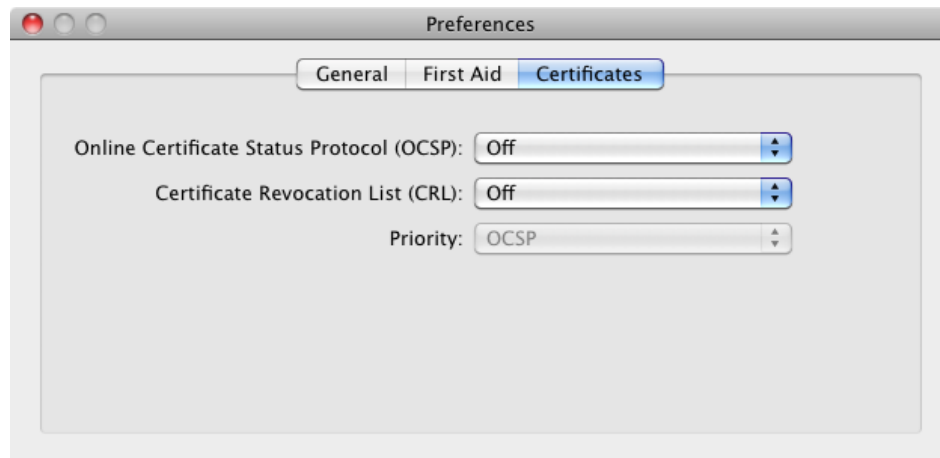 Preferences
General First Aid Certificates
Online Certificate Status Protocol (OCSP): Off
Certificate Revocation List (CRL): Off
Priority: OCSP